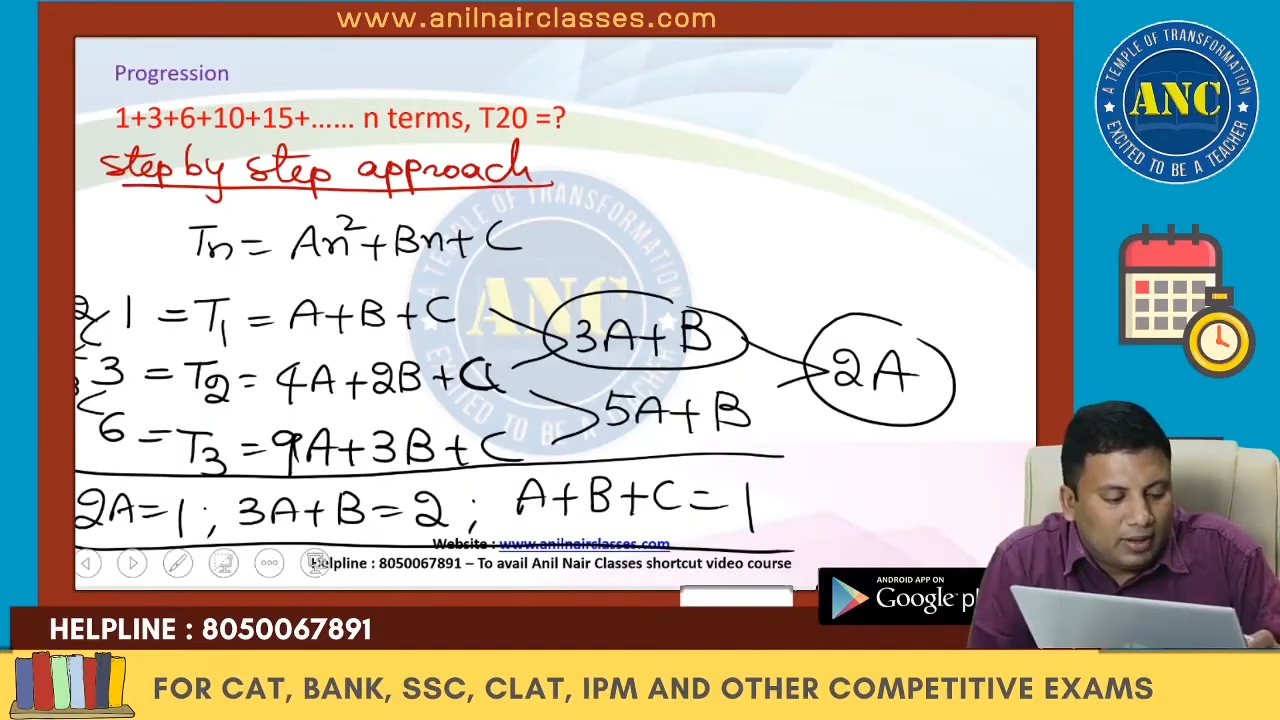 www.anilnairclasses.com
Progression
1+3+6+10+15+...... n terms, T20 =?
step by step approach
Tn = An²+Bn+C
1 = T1 = A+B+C
3A+B
2A
3 = T2 = 4A+2B+C
5A+B
6 = T3 = 9A+3B+C
2A=1 ; 3A+B=2 ; A+B+C=1
Website : www.anilnairclasses.com
Helpline : 8050067891 – To avail Anil Nair Classes shortcut video course
A TEMPLE OF TRANSFORMATION
ANC
EXCITED TO BE A TEACHER
ANDROID APP ON
Google pl
HELPLINE : 8050067891
FOR CAT, BANK, SSC, CLAT, IPM AND OTHER COMPETITIVE EXAMS